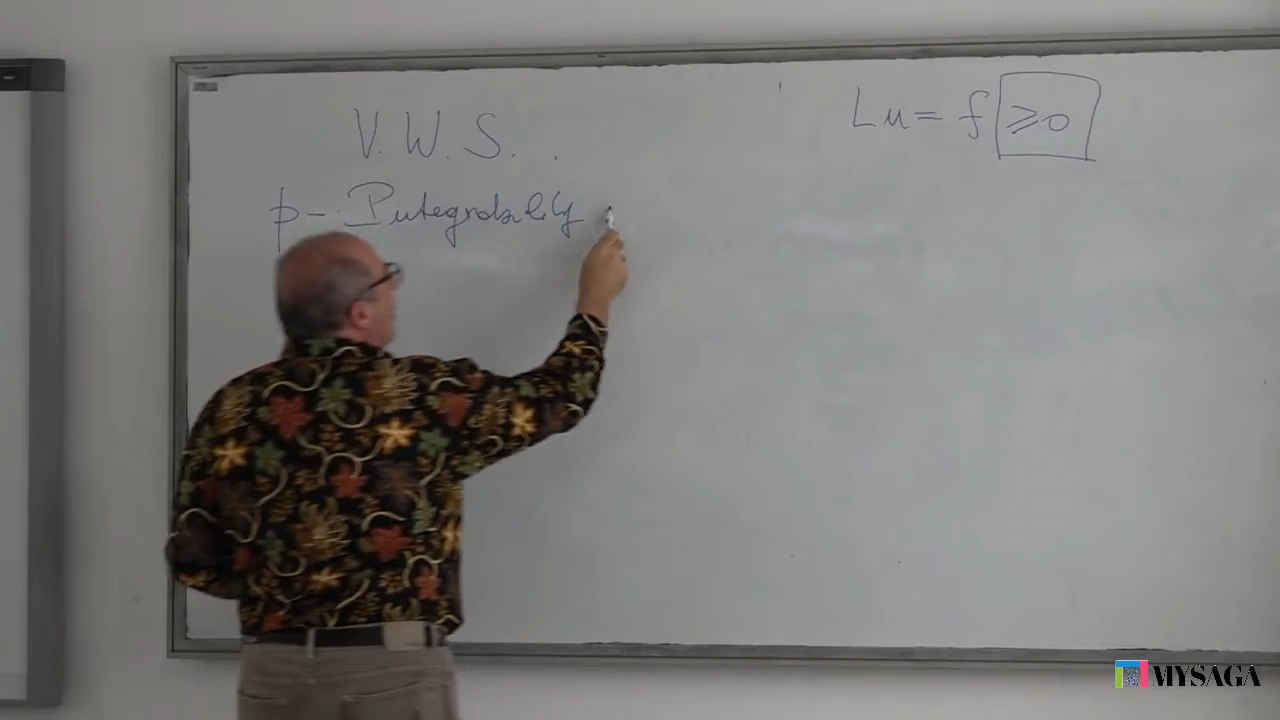 V. W. S.
Lu = f ≥0
p - Integrability
MYSAGA